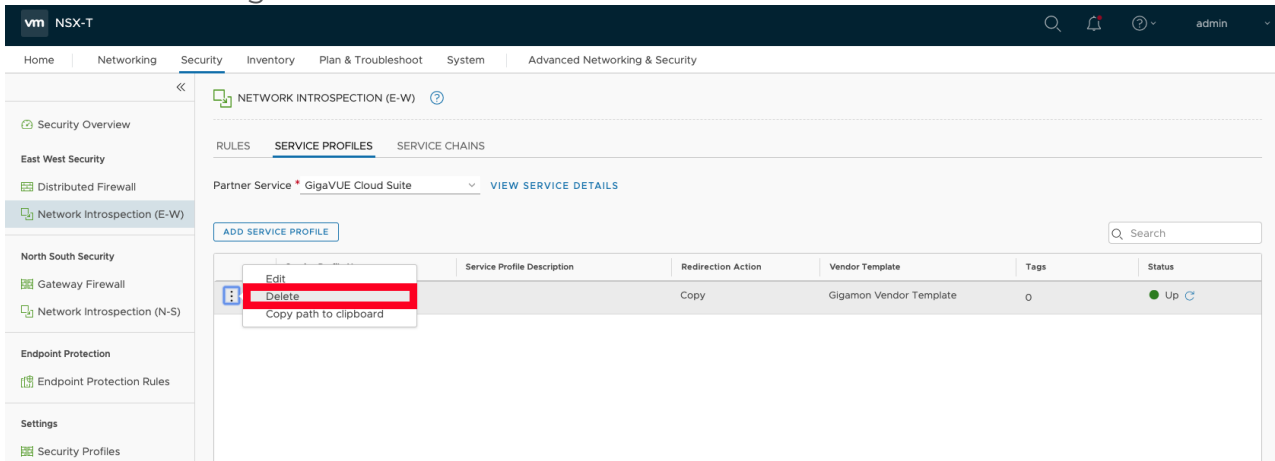 vm NSX-T
admin
Home Networking Security Inventory Plan & Troubleshoot System Advanced Networking & Security
NETWORK INTROSPECTION (E-W)
Security Overview
East West Security
Distributed Firewall
Network Introspection (E-W)
North South Security
Gateway Firewall
Network Introspection (N-S)
Endpoint Protection
Endpoint Protection Rules
Settings
Security Profiles
RULES SERVICE PROFILES SERVICE CHAINS
Partner Service * GigaVUE Cloud Suite VIEW SERVICE DETAILS
ADD SERVICE PROFILE
Search
Service Profile Description Redirection Action Vendor Template Tags Status
Edit
Delete
Copy path to clipboard
Copy Gigamon Vendor Template 0 Up